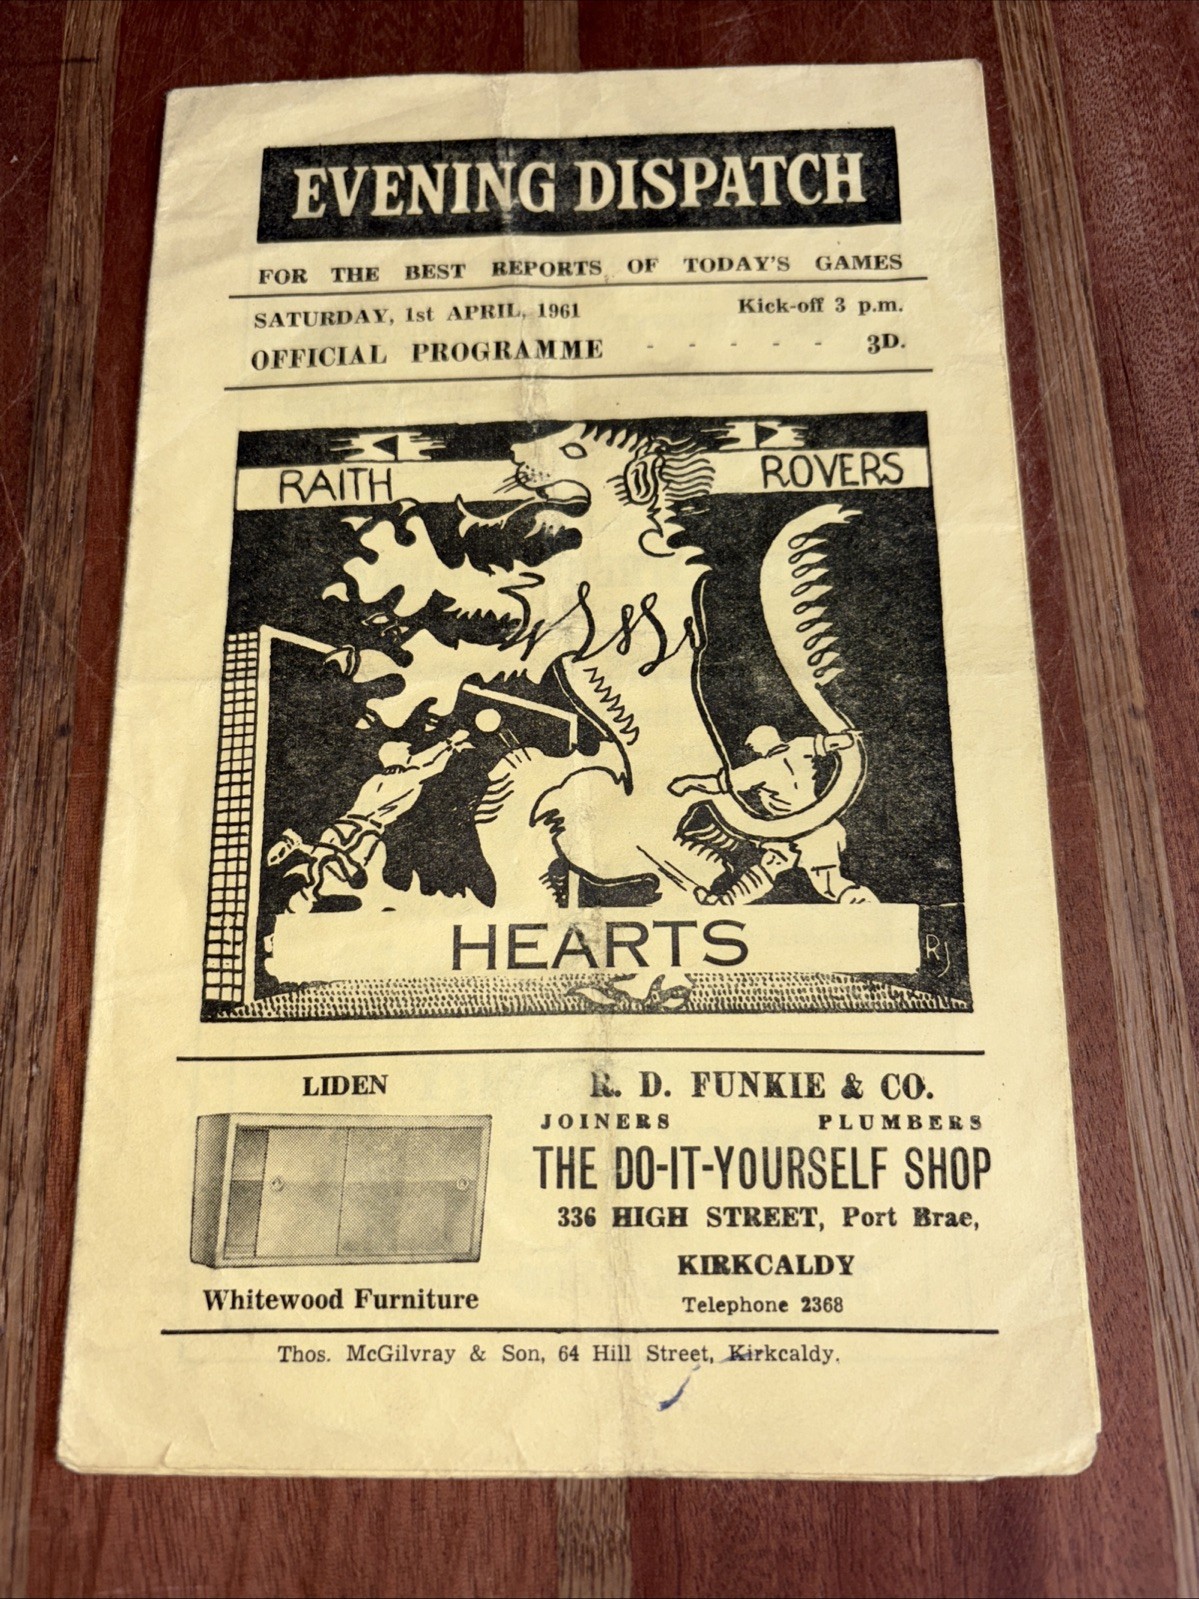 EVENING DISPATCH
FOR THE BEST REPORTS OF TODAY'S GAMES
SATURDAY, 1st APRIL, 1961 Kick-off 3 p.m.
OFFICIAL PROGRAMME - - - - - 3D.
RAITH ROVERS
HEARTS
RJ
LIDEN
Whitewood Furniture
R. D. FUNKIE & CO.
JOINERS PLUMBERS
THE DO-IT-YOURSELF SHOP
336 HIGH STREET, Port Brae,
KIRKCALDY
Telephone 2368
Thos. McGilvray & Son, 64 Hill Street, Kirkcaldy.